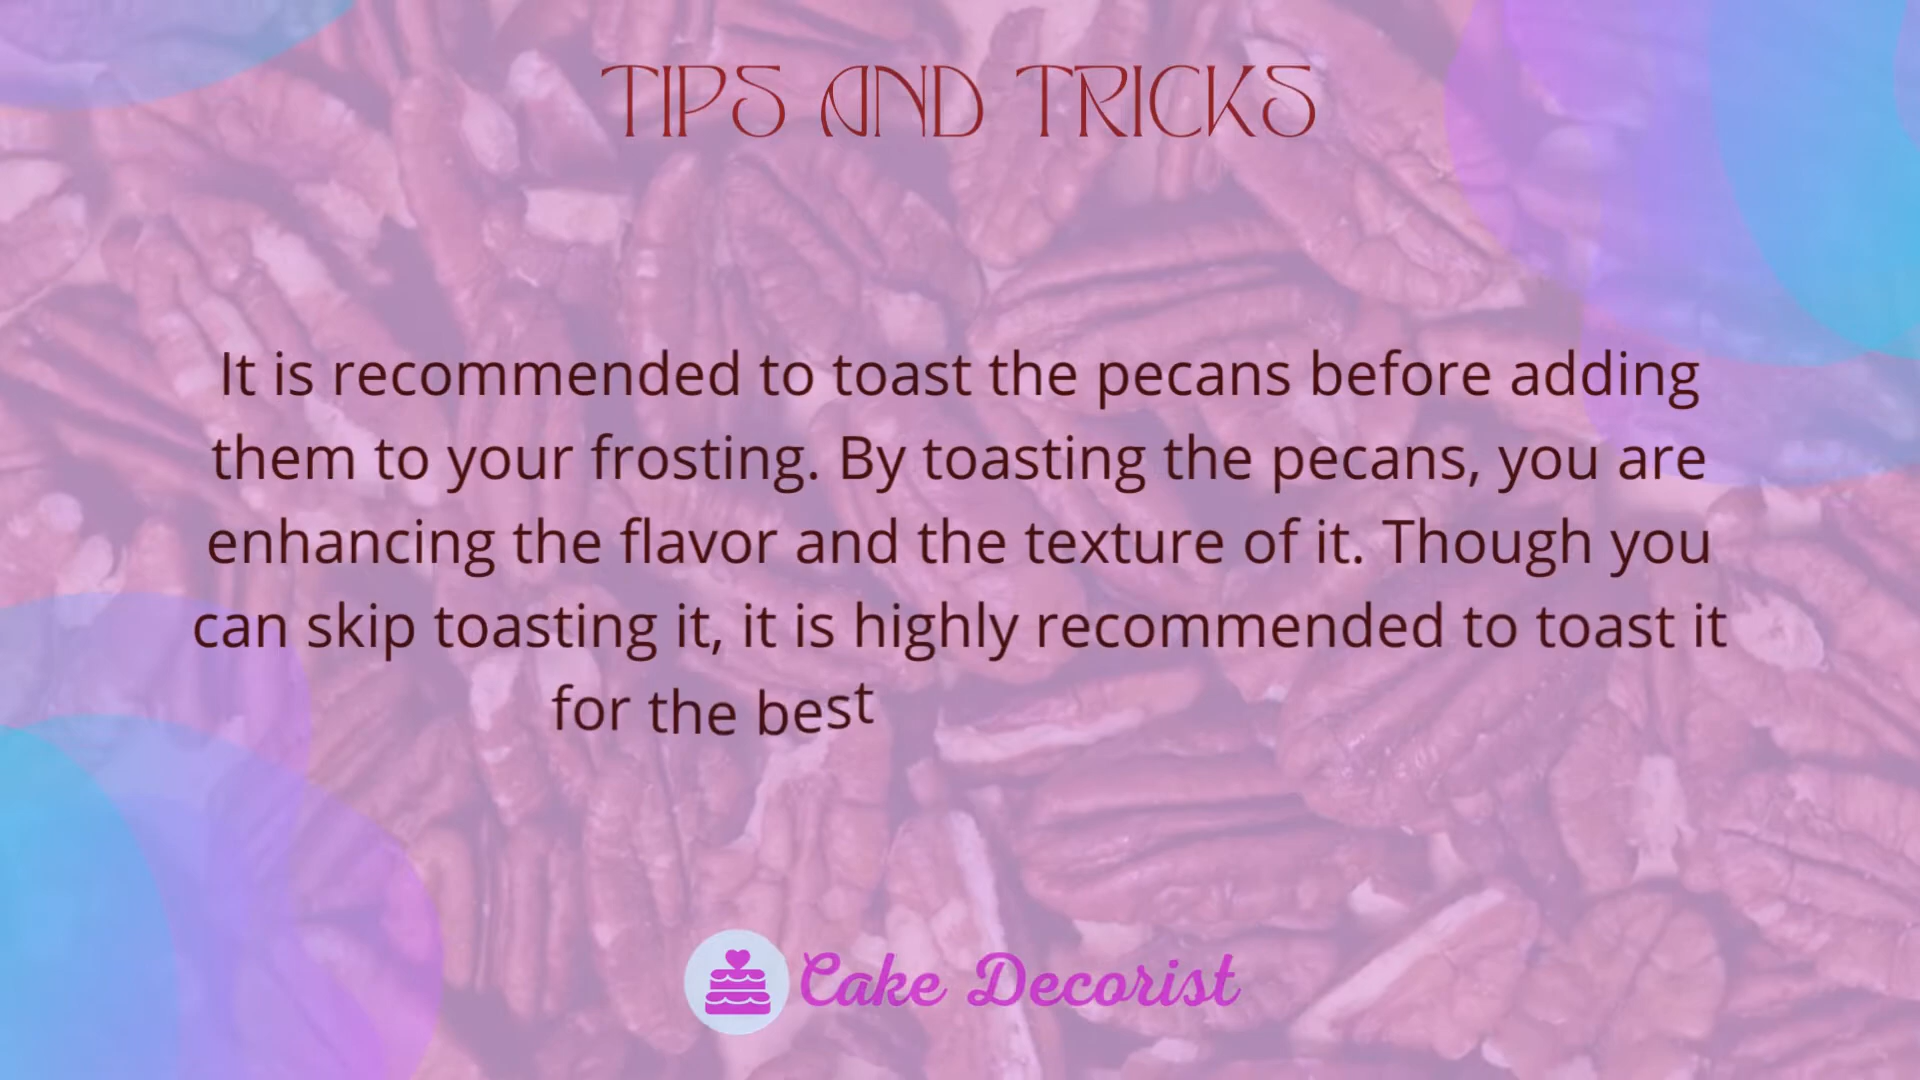 TIPS AND TRICKS
It is recommended to toast the pecans before adding
them to your frosting. By toasting the pecans, you are
enhancing the flavor and the texture of it. Though you
can skip toasting it, it is highly recommended to toast it
for the best
Cake Decorist